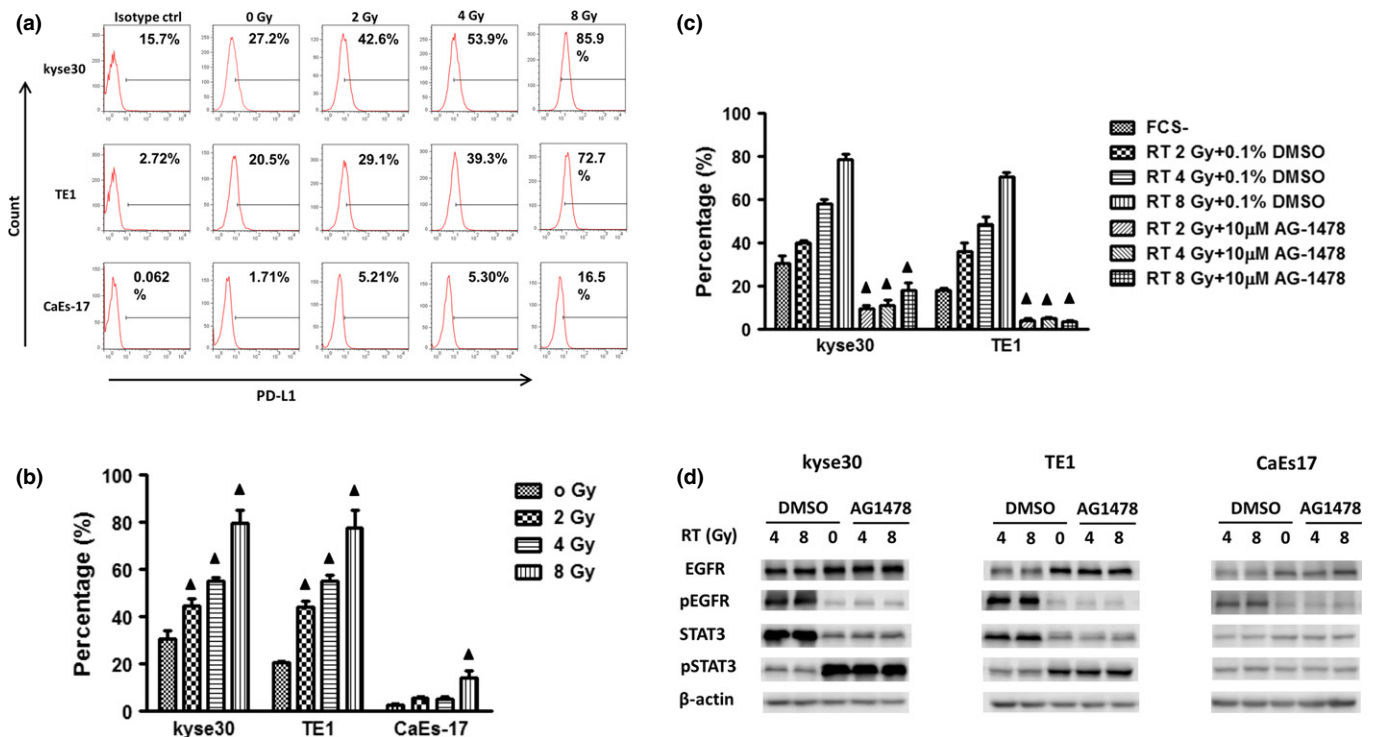 (a)
Isotype ctrl 0 Gy 2 Gy 4 Gy 8 Gy
kyse30
15.7% 27.2% 42.6% 53.9% 85.9
%
TE1
2.72% 20.5% 29.1% 39.3% 72.7
%
CaEs-17
0.062 1.71% 5.21% 5.30% 16.5
% %
Count
PD-L1
(b)
Percentage (%)
100
80
60
40
20
0
kyse30 TE1 CaEs-17
o Gy
2 Gy
4 Gy
8 Gy
(c)
Percentage (%)
100
80
60
40
20
0
kyse30 TE1
FCS-
RT 2 Gy+0.1% DMSO
RT 4 Gy+0.1% DMSO
RT 8 Gy+0.1% DMSO
RT 2 Gy+10μM AG-1478
RT 4 Gy+10μM AG-1478
RT 8 Gy+10μM AG-1478
(d)
kyse30 TE1 CaEs17
DMSO AG1478 DMSO AG1478 DMSO AG1478
RT (Gy) 4 8 0 4 8 4 8 0 4 8 4 8 0 4 8
EGFR
pEGFR
STAT3
pSTAT3
β-actin